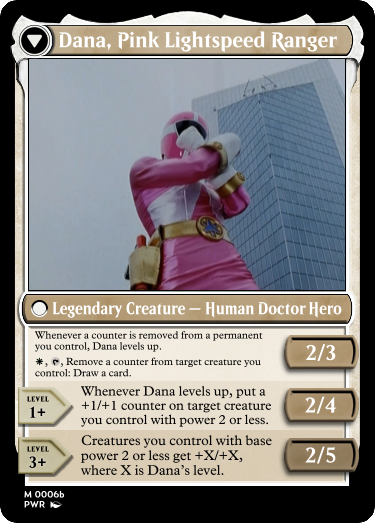 Dana, Pink Lightspeed Ranger
Legendary Creature — Human Doctor Hero
Whenever a counter is removed from a permanent
you control, Dana levels up.
, , Remove a counter from target creature you
control: Draw a card.
2/3
LEVEL
1+
Whenever Dana levels up, put a
+1/+1 counter on target creature
you control with power 2 or less.
2/4
LEVEL
3+
Creatures you control with base
power 2 or less get +X/+X,
where X is Dana’s level.
2/5
M 0006b
PWR